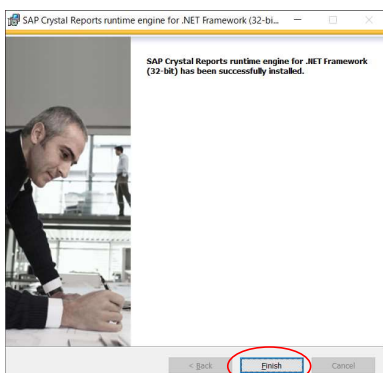 SAP Crystal Reports runtime engine for .NET Framework (32-bi...
SAP Crystal Reports runtime engine for .NET Framework
(32-bit) has been successfully installed.
< Back
Finish
Cancel